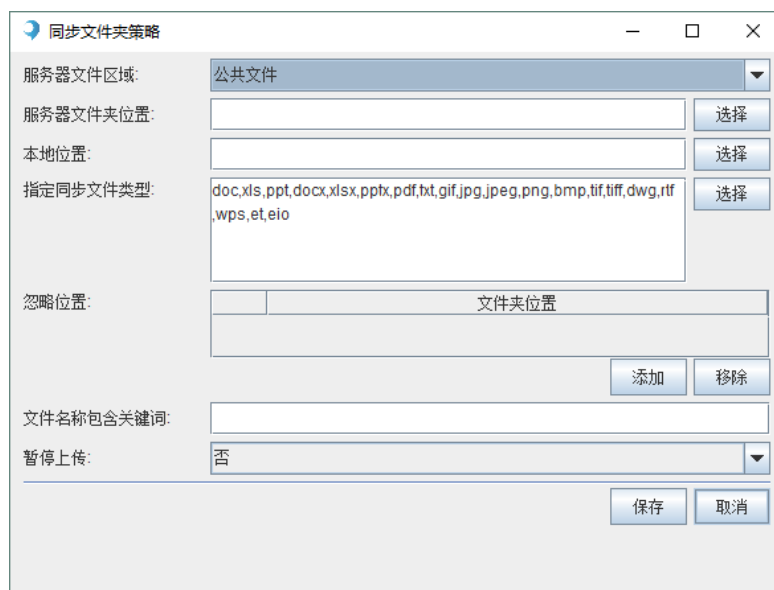 同步文件夹策略
服务器文件区域: 公共文件
服务器文件夹位置: 选择
本地位置: 选择
指定同步文件类型: doc,xls,ppt,docx,xlsx,pptx,pdf,txt,gif,jpg,jpeg,png,bmp,tif,tiff,dwg,rtf 选择
,wps,et,eio
忽略位置: 文件夹位置
添加 移除
文件名称包含关键词:
暂停上传: 否
保存 取消